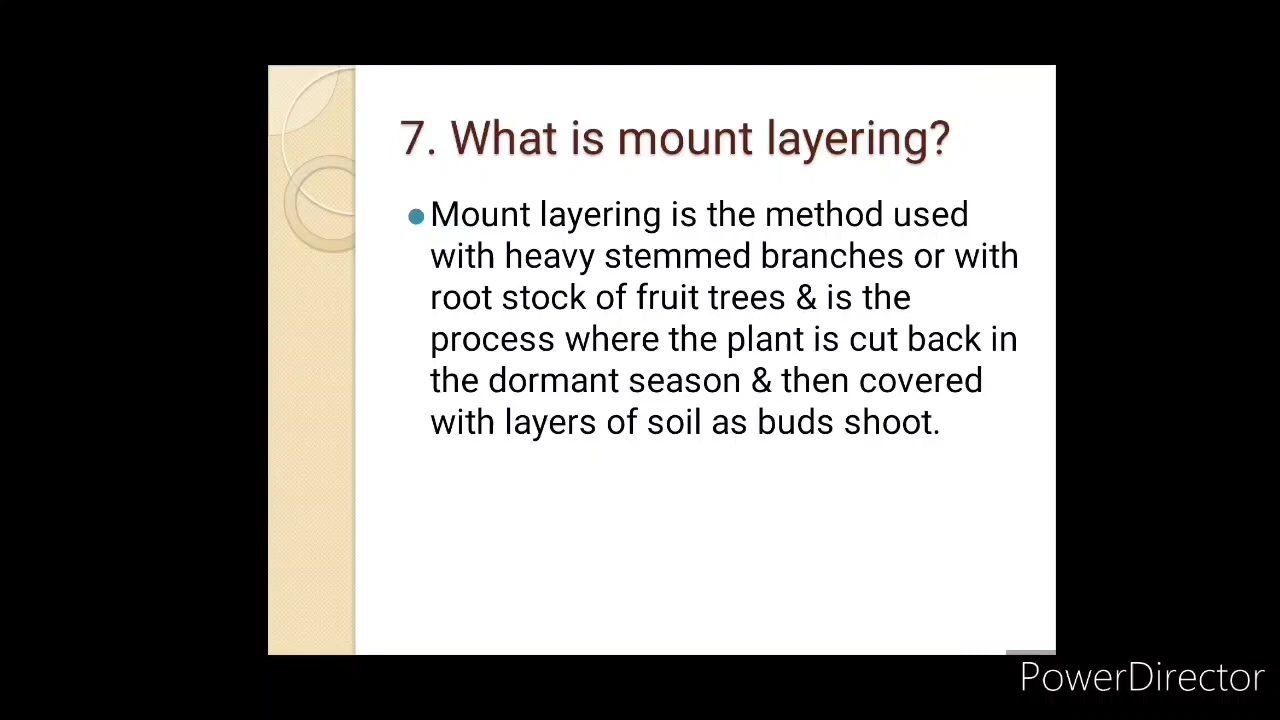 7. What is mount layering?
Mount layering is the method used
with heavy stemmed branches or with
root stock of fruit trees & is the
process where the plant is cut back in
the dormant season & then covered
with layers of soil as buds shoot.
PowerDirector